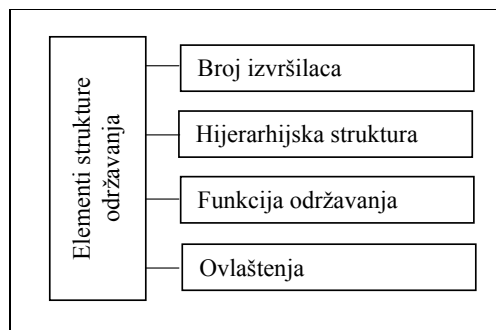 Elementi strukture
održavanja
Broj izvršilaca
Hijerarhijska struktura
Funkcija održavanja
Ovlaštenja